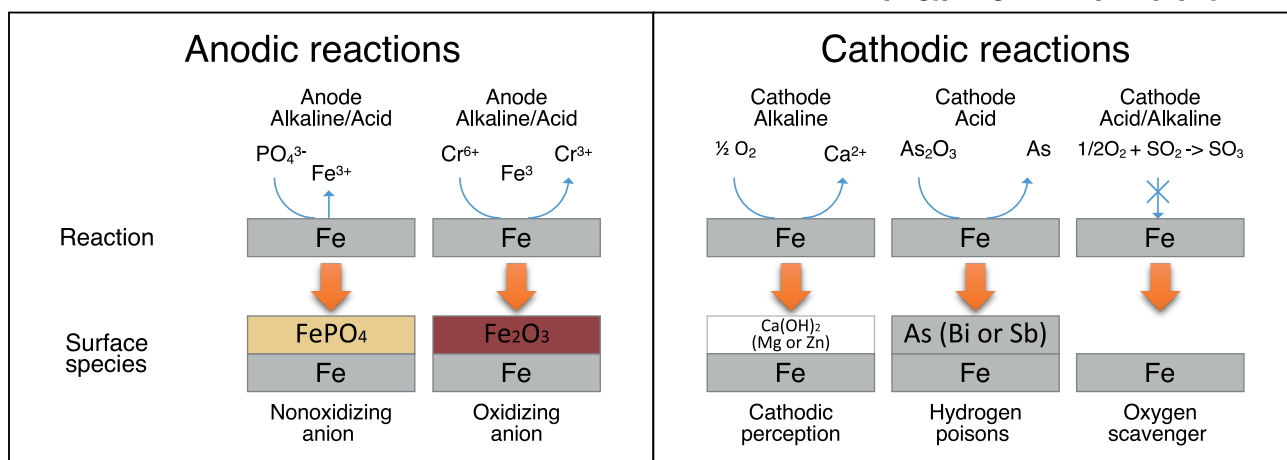 Anodic reactions
Anode
Alkaline/Acid
PO₄³⁻
Fe³⁺
Anode
Alkaline/Acid
Cr⁶⁺
Fe³
Cr³⁺
Cathodic reactions
Cathode
Alkaline
½ O₂
Ca²⁺
Cathode
Acid
As₂O₃
As
Cathode
Acid/Alkaline
1/2O₂ + SO₂ -> SO₃
Reaction
Fe
Fe
Fe
Fe
Fe
Surface
species
FePO₄
Fe
Fe₂O₃
Fe
Ca(OH)₂
(Mg or Zn)
Fe
As (Bi or Sb)
Fe
Fe
Nonoxidizing
anion
Oxidizing
anion
Cathodic
perception
Hydrogen
poisons
Oxygen
scavenger